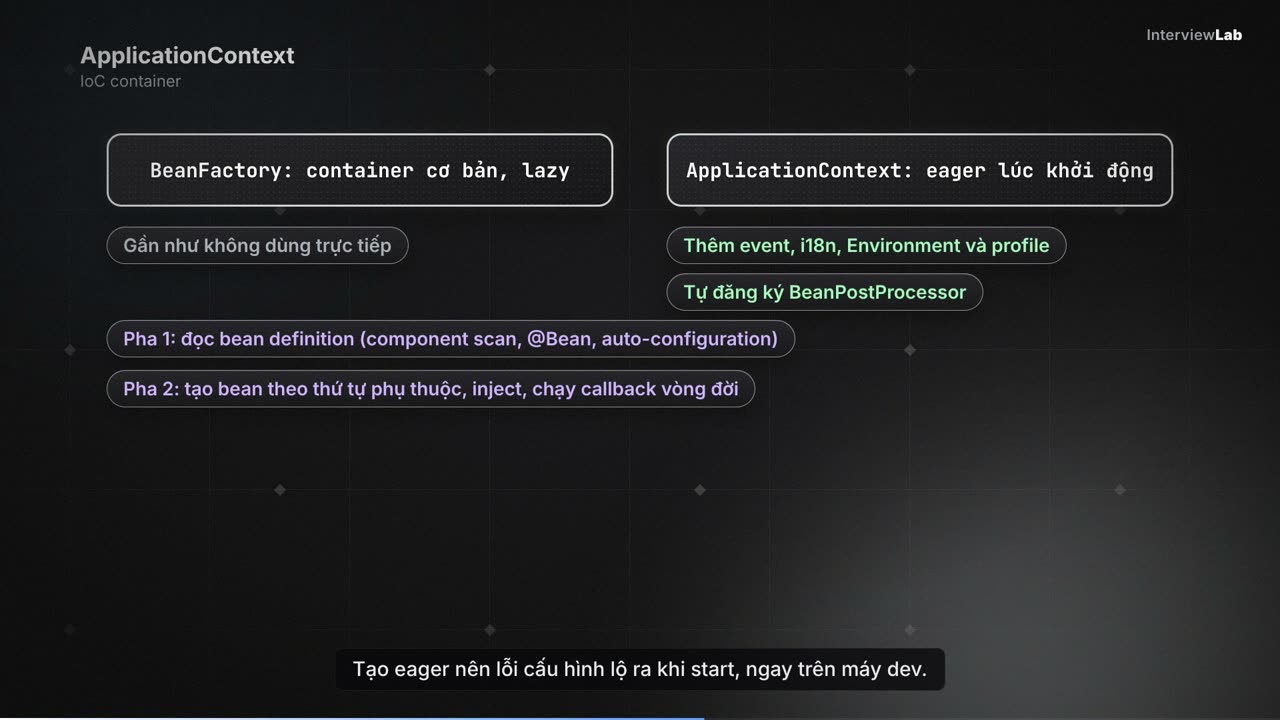 ApplicationContext
IoC container
InterviewLab
BeanFactory: container cơ bản, lazy
ApplicationContext: eager lúc khởi động
Gần như không dùng trực tiếp
Thêm event, i18n, Environment và profile
Tự đăng ký BeanPostProcessor
Pha 1: đọc bean definition (component scan, @Bean, auto-configuration)
Pha 2: tạo bean theo thứ tự phụ thuộc, inject, chạy callback vòng đời
Tạo eager nên lỗi cấu hình lộ ra khi start, ngay trên máy dev.